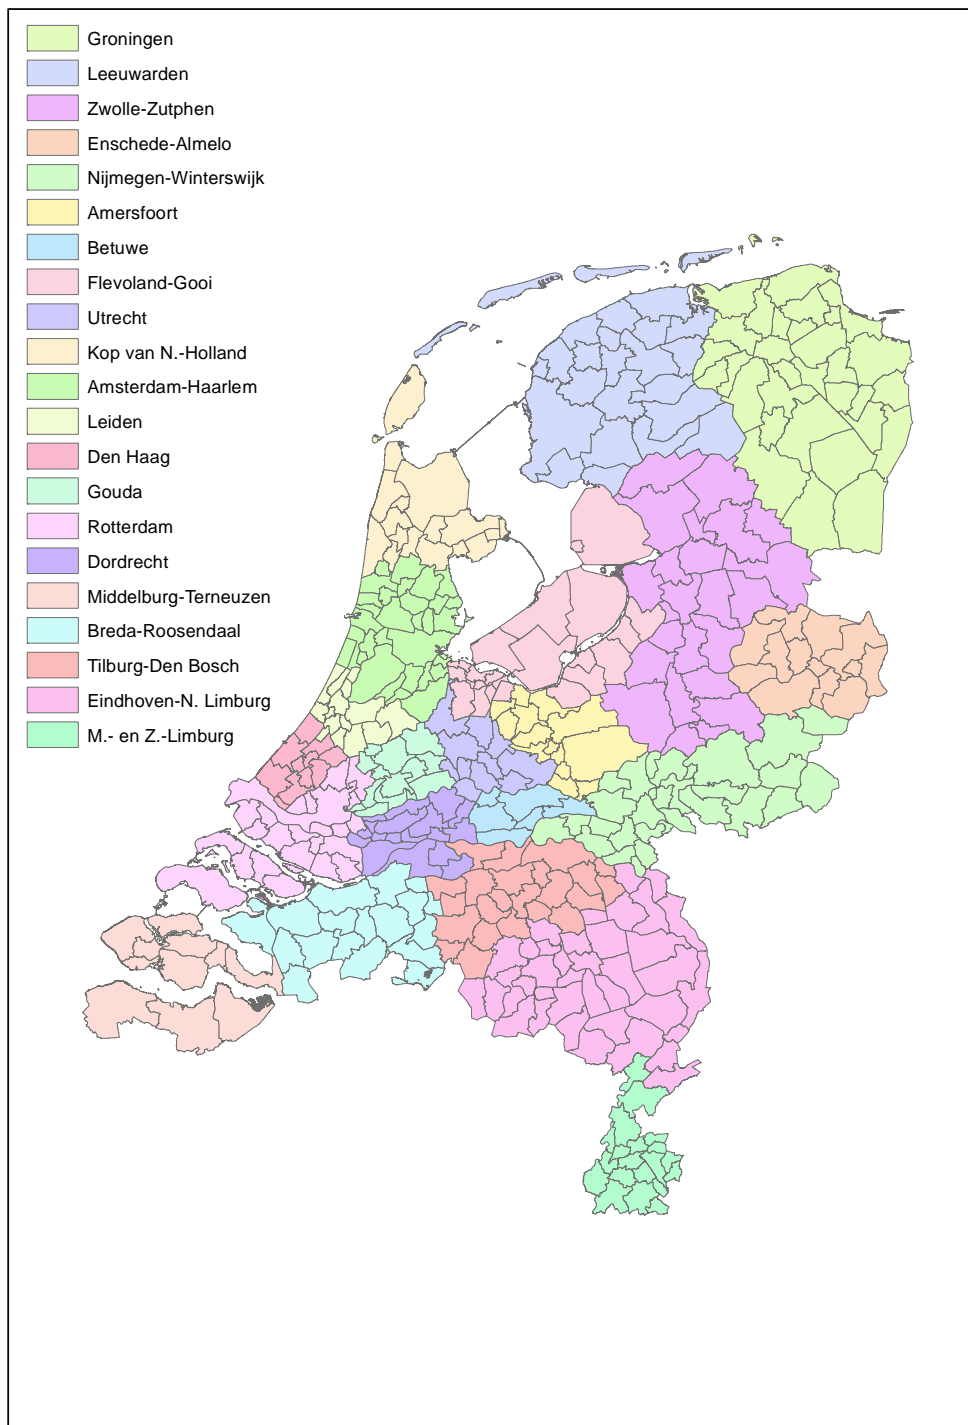 Groningen
Leeuwarden
Zwolle-Zutphen
Enschede-Almelo
Nijmegen-Winterswijk
Amersfoort
Betuwe
Flevoland-Gooi
Utrecht
Kop van N.-Holland
Amsterdam-Haarlem
Leiden
Den Haag
Gouda
Rotterdam
Dordrecht
Middelburg-Terneuzen
Breda-Roosendaal
Tilburg-Den Bosch
Eindhoven-N. Limburg
M.- en Z.-Limburg